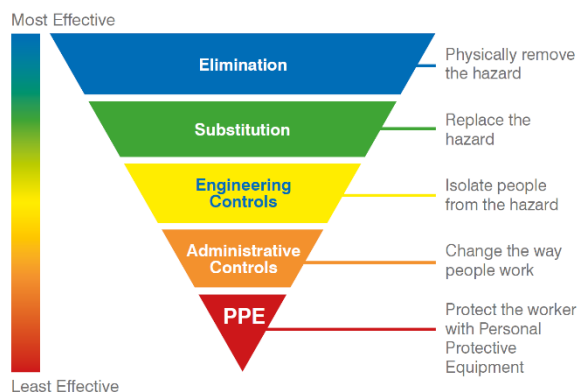 Most Effective
Elimination
Physically remove
the hazard
Substitution
Replace the
hazard
Engineering
Controls
Isolate people
from the hazard
Administrative
Controls
Change the way
people work
PPE
Protect the worker
with Personal
Protective
Equipment
Least Effective